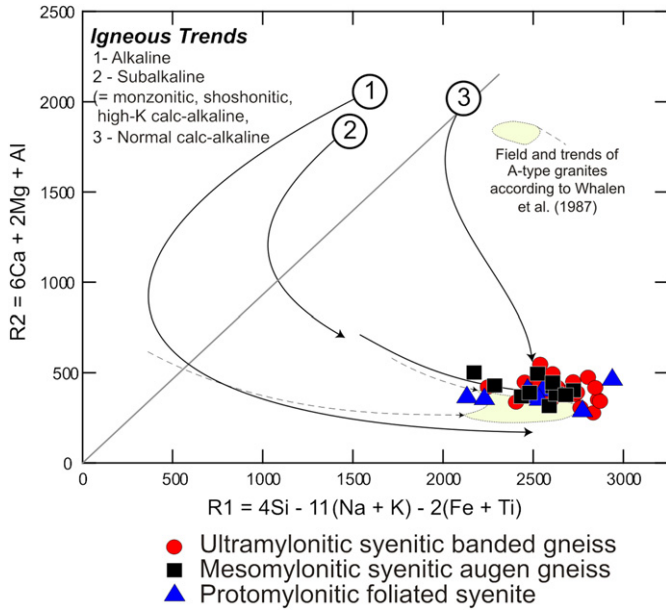 2500
2000
1500
1000
500
0
R2 = 6Ca + 2Mg + Al
Igneous Trends
1- Alkaline
2 - Subalkaline
(= monzonitic, shoshonitic,
high-K calc-alkaline,
3 - Normal calc-alkaline
1
2
3
Field and trends of
A-type granites
according to Whalen
et al. (1987)
0
500
1000
1500
2000
2500
3000
R1 = 4Si - 11(Na + K) - 2(Fe + Ti)
Ultramylonitic syenitic banded gneiss
Mesomylonitic syenitic augen gneiss
Protomylonitic foliated syenite